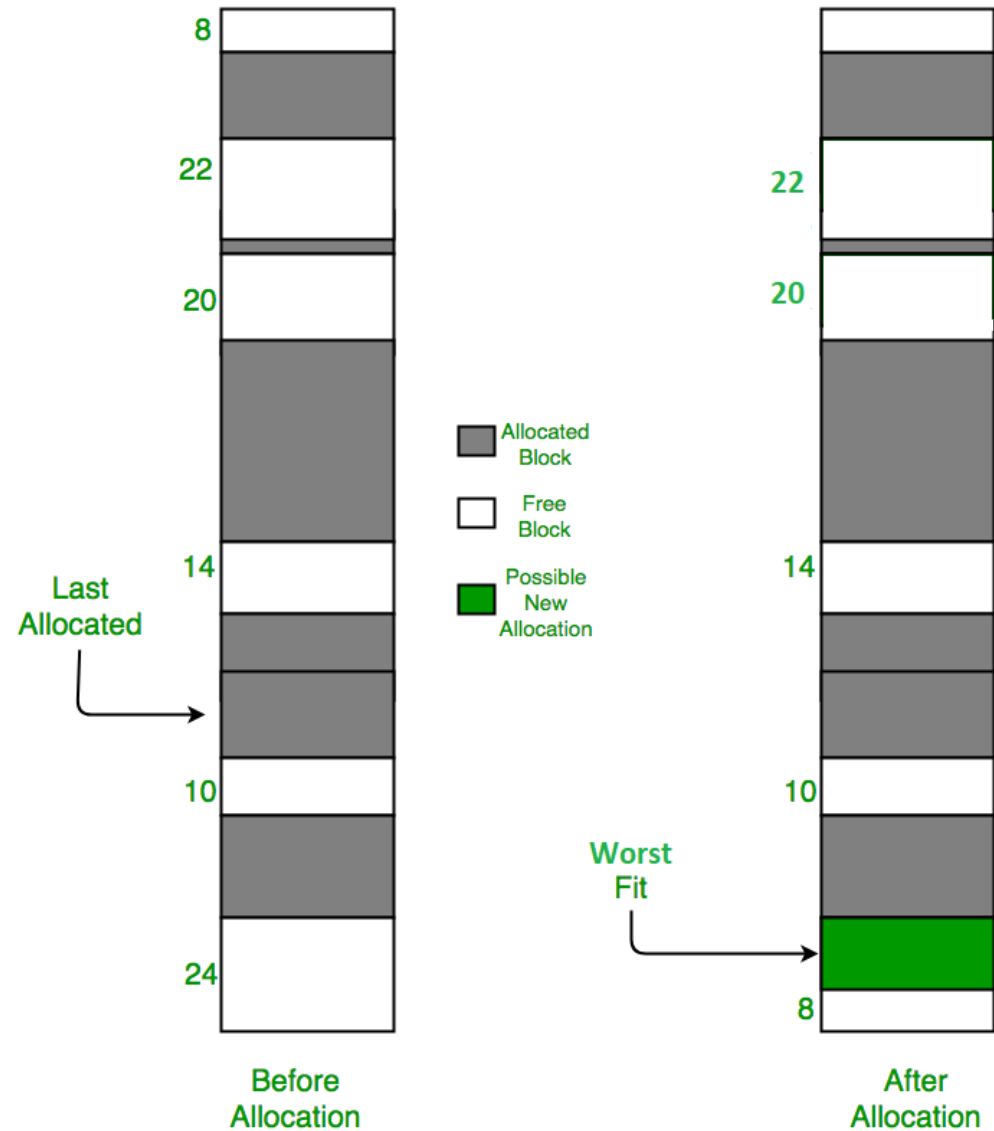 8
22
20
14
Last
Allocated
10
24
Before
Allocation
Allocated
Block
Free
Block
Possible
New
Allocation
22
20
14
10
Worst
Fit
8
After
Allocation